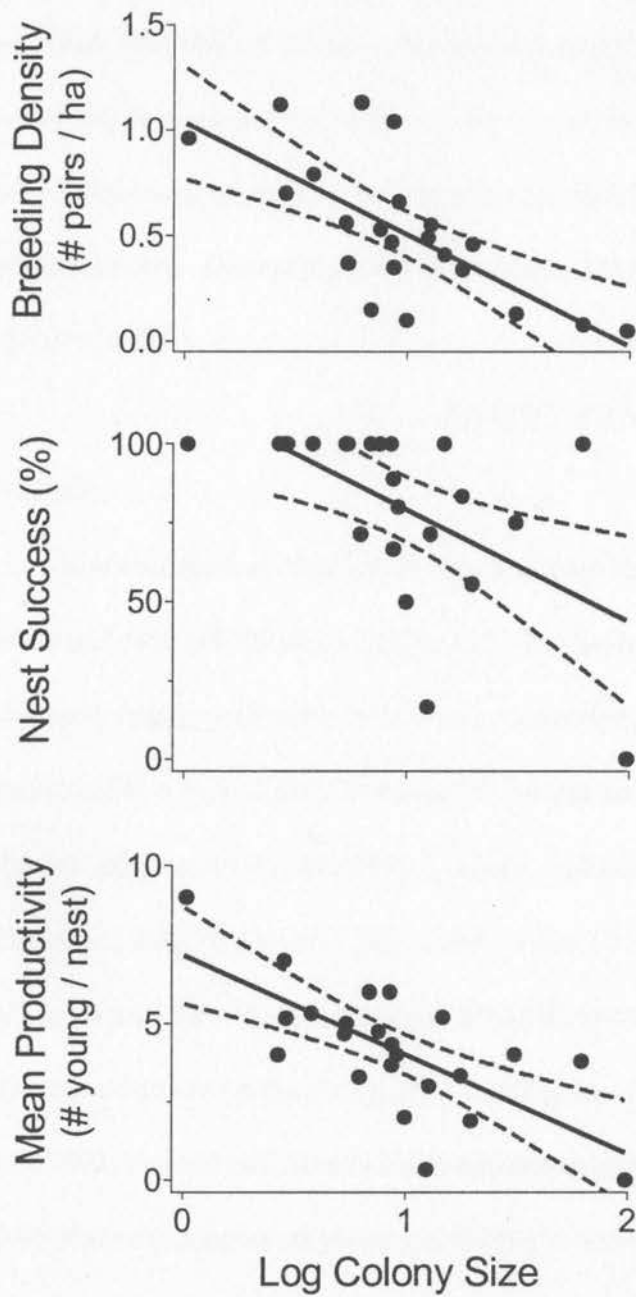 Breeding Density
(# pairs / ha)
1.5
1.0
0.5
0.0
Nest Success (%)
100
50
0
Mean Productivity
(# young / nest)
10
5
0
0
1
2
Log Colony Size